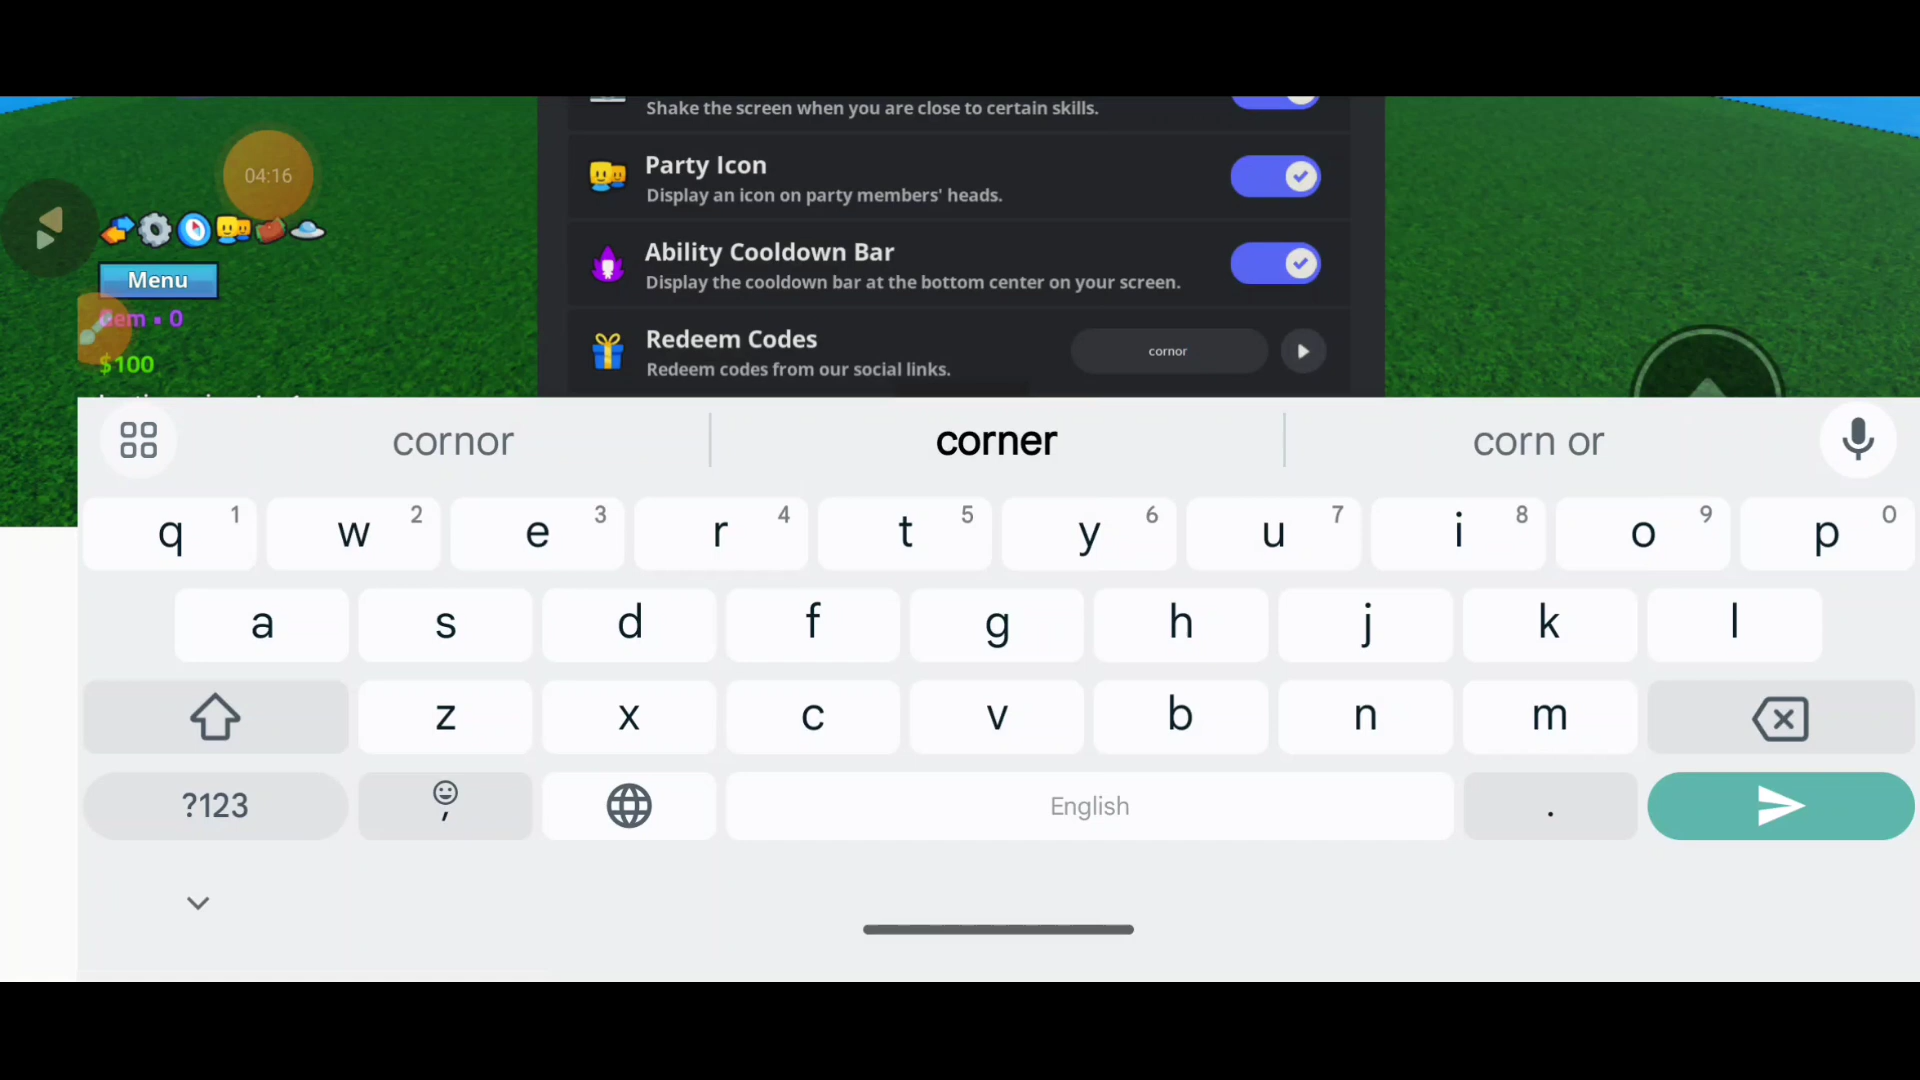 Shake the screen when you are close to certain skills.
04:16
Party Icon
Display an icon on party members' heads.
Menu
Ability Cooldown Bar
Display the cooldown bar at the bottom center on your screen.
Gem • 0
$100
Redeem Codes
Redeem codes from our social links.
cornor
cornor
corner
corn or
q 1 w 2 e 3 r 4 t 5 y 6 u 7 i 8 o 9 p 0
a s d f g h j k l
z x c v b n m
?123 , English .